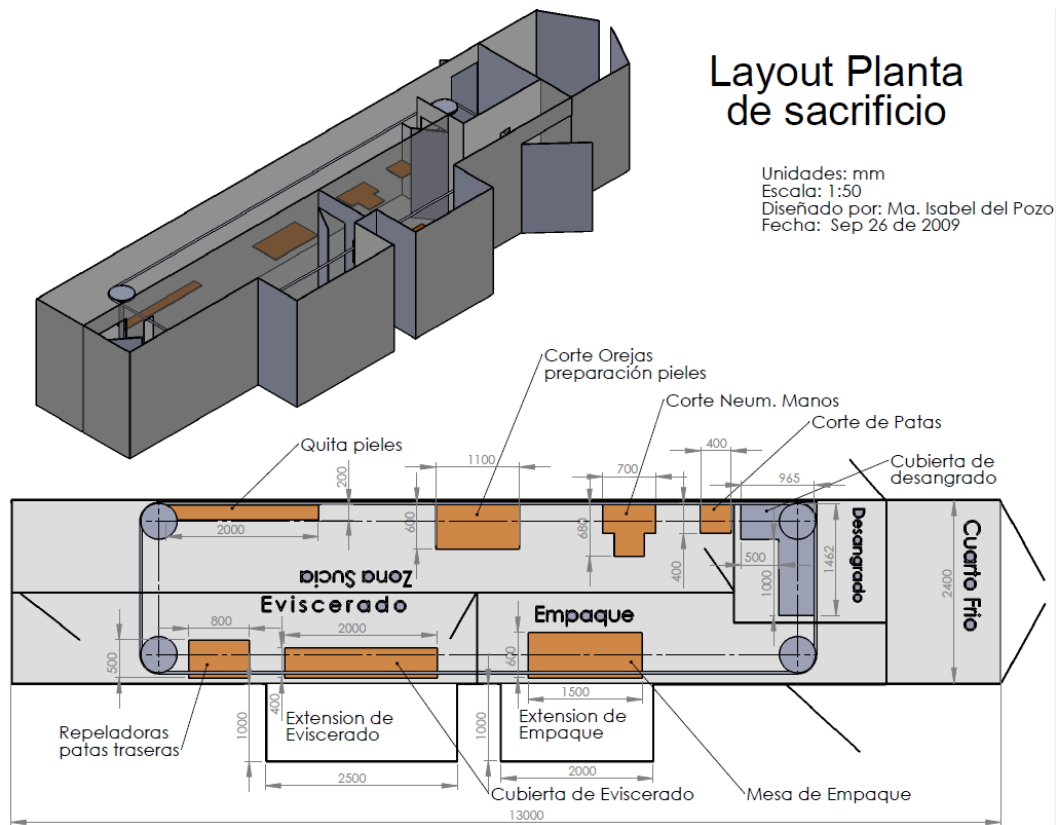 Layout Planta
de sacrificio
Unidades: mm
Escala: 1:50
Diseñado por: Ma. Isabel del Pozo
Fecha: Sep 26 de 2009
Corte Orejas
preparación pieles
Corte Neum. Manos
Corte de Patas
Quita pieles
Cubierta de
desangrado
400
965
700
1100
200
600
680
400
2000
500
1000
1462
Desangrado
2400
Cuarto Frio
Zona Sucia
Eviscerado
Empaque
800
2000
500
600
400
1500
1000
1000
Extension de
Eviscerado
Extension de
Empaque
Repeladoras
patas traseras
2500
2000
Cubierta de Eviscerado
Mesa de Empaque
13000